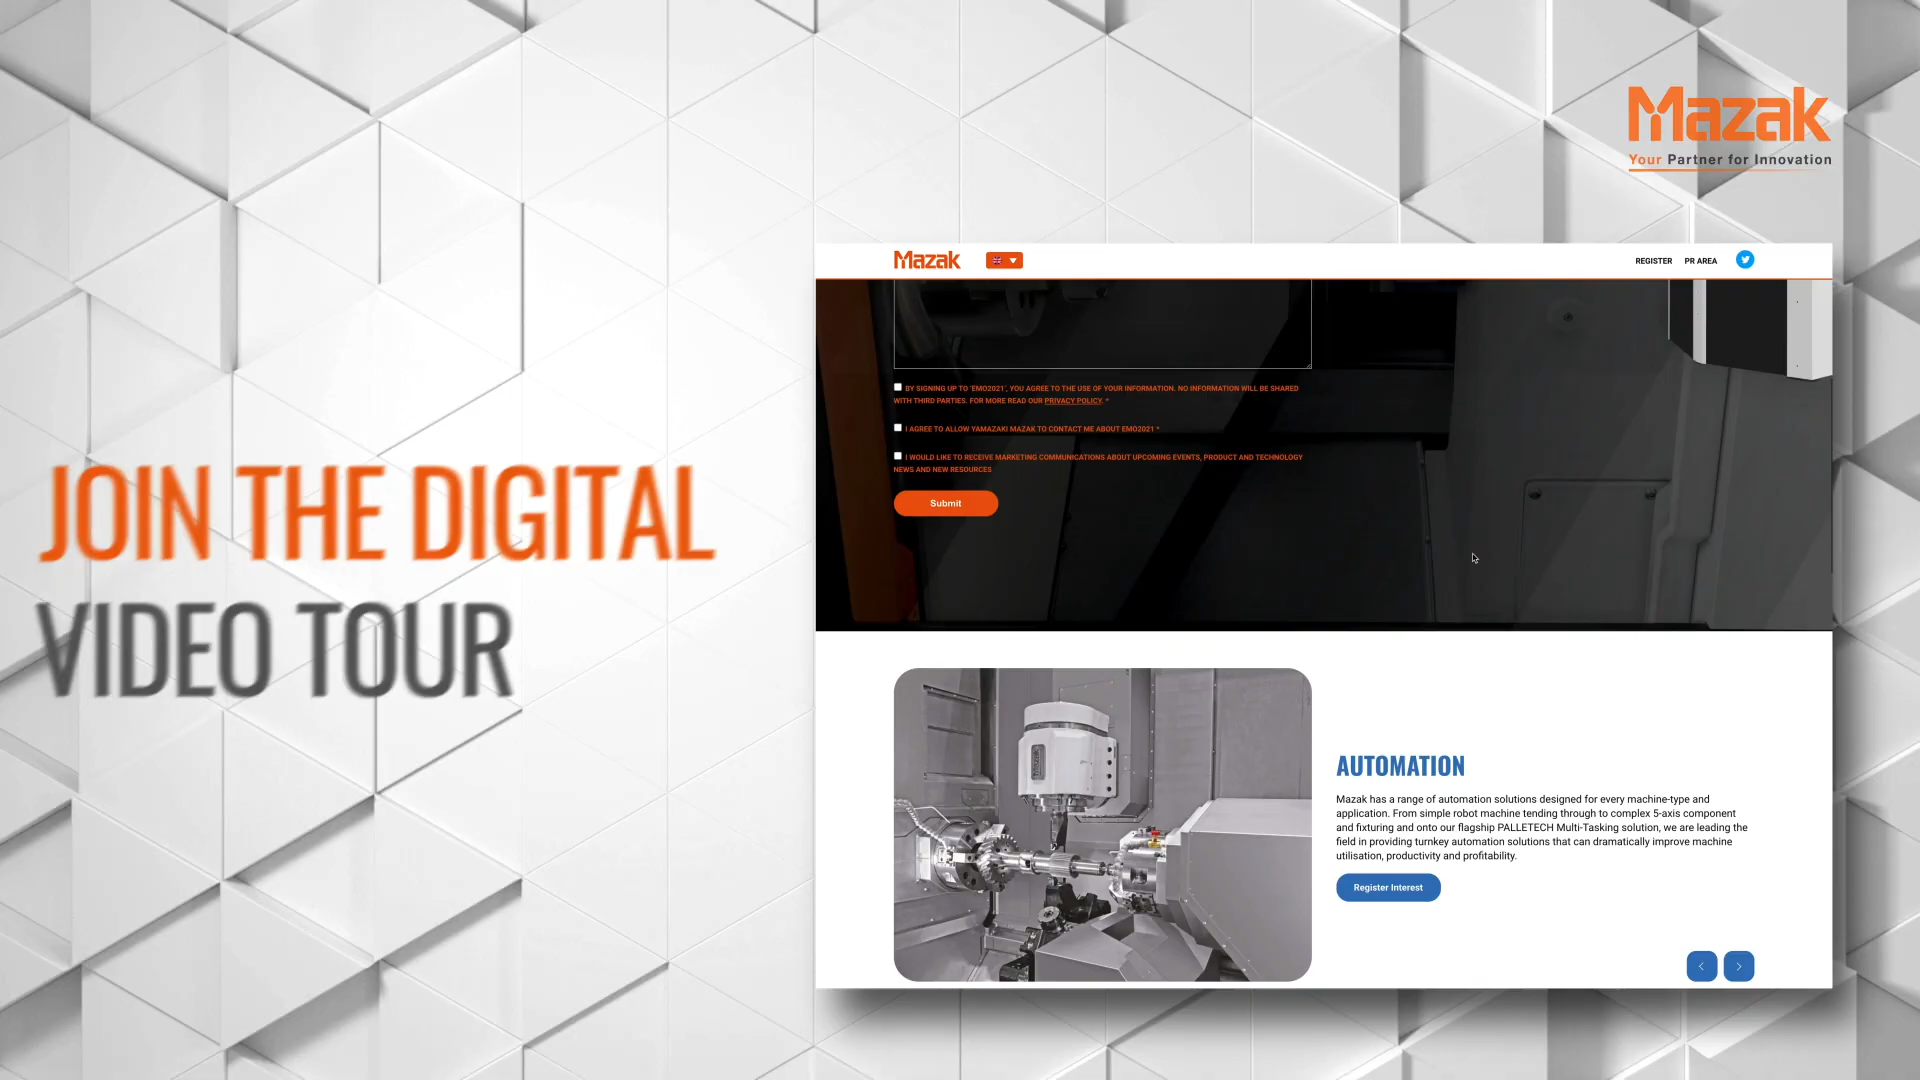 Mazak
Your Partner for Innovation
Mazak
REGISTER
PR AREA
BY SIGNING UP TO 'EMO2021', YOU AGREE TO THE USE OF YOUR INFORMATION. NO INFORMATION WILL BE SHARED
WITH THIRD PARTIES. FOR MORE READ OUR PRIVACY POLICY. *
I AGREE TO ALLOW YAMAZAKI MAZAK TO CONTACT ME ABOUT EMO2021 *
I WOULD LIKE TO RECEIVE MARKETING COMMUNICATIONS ABOUT UPCOMING EVENTS, PRODUCT AND TECHNOLOGY
NEWS AND NEW RESOURCES
Submit
JOIN THE DIGITAL
VIDEO TOUR
AUTOMATION
Mazak has a range of automation solutions designed for every machine-type and
application. From simple robot machine tending through to complex 5-axis component
and fixturing and onto our flagship PALLETECH Multi-Tasking solution, we are leading the
field in providing turnkey automation solutions that can dramatically improve machine
utilisation, productivity and profitability.
Register Interest